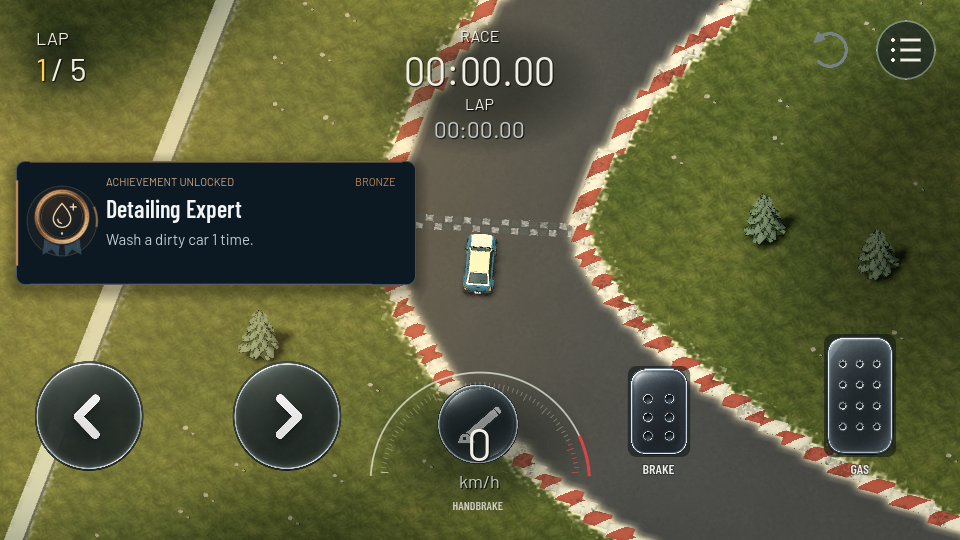 LAP
1/ 5
RACE
00:00.00
LAP
00:00.00
ACHIEVEMENT UNLOCKED
BRONZE
Detailing Expert
Wash a dirty car 1 time.
0
km/h
HANDBRAKE
BRAKE
GAS